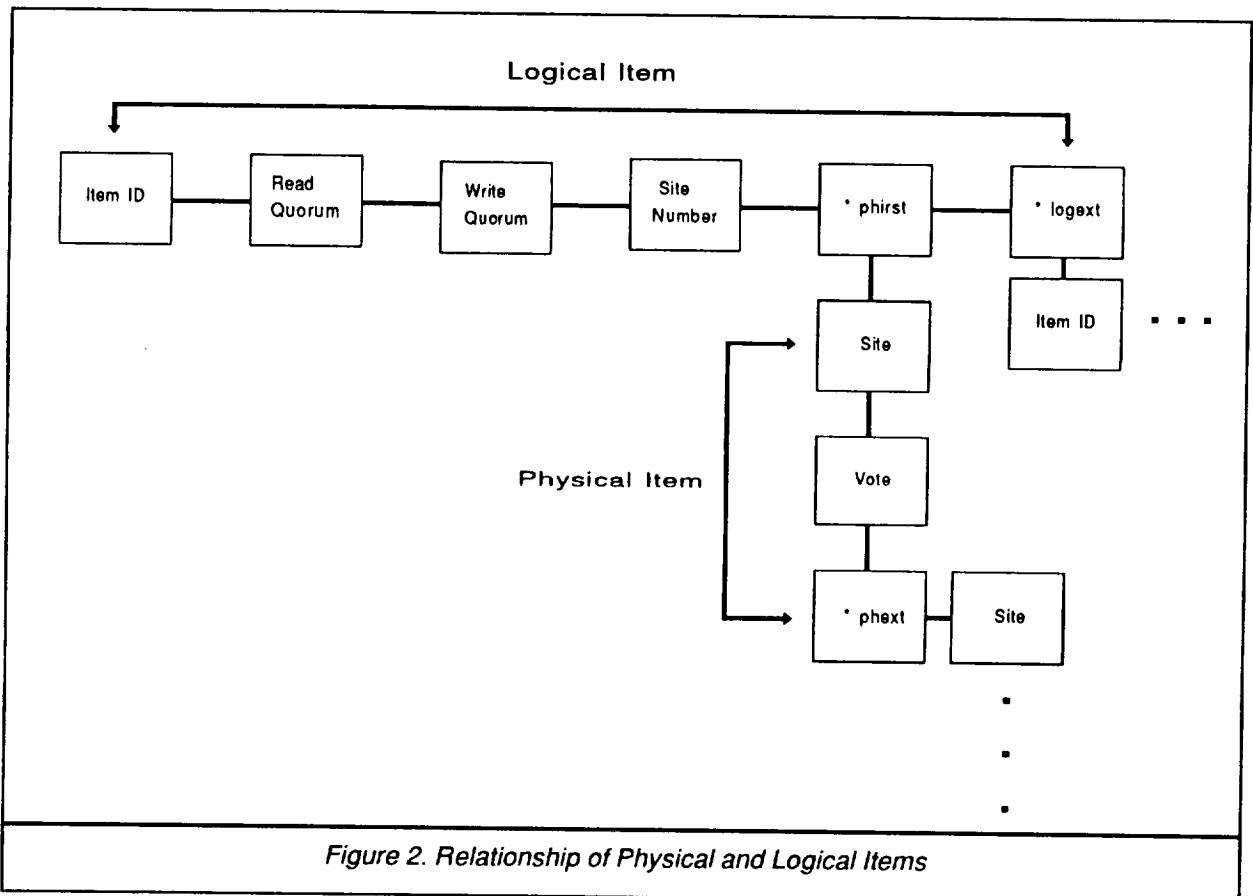 Logical Item
Item ID
Read
Quorum
Write
Quorum
Site
Number
* phirst
* logext
Item ID
. . .
Site
Physical Item
Vote
* phext
Site
.
.
.
Figure 2. Relationship of Physical and Logical Items